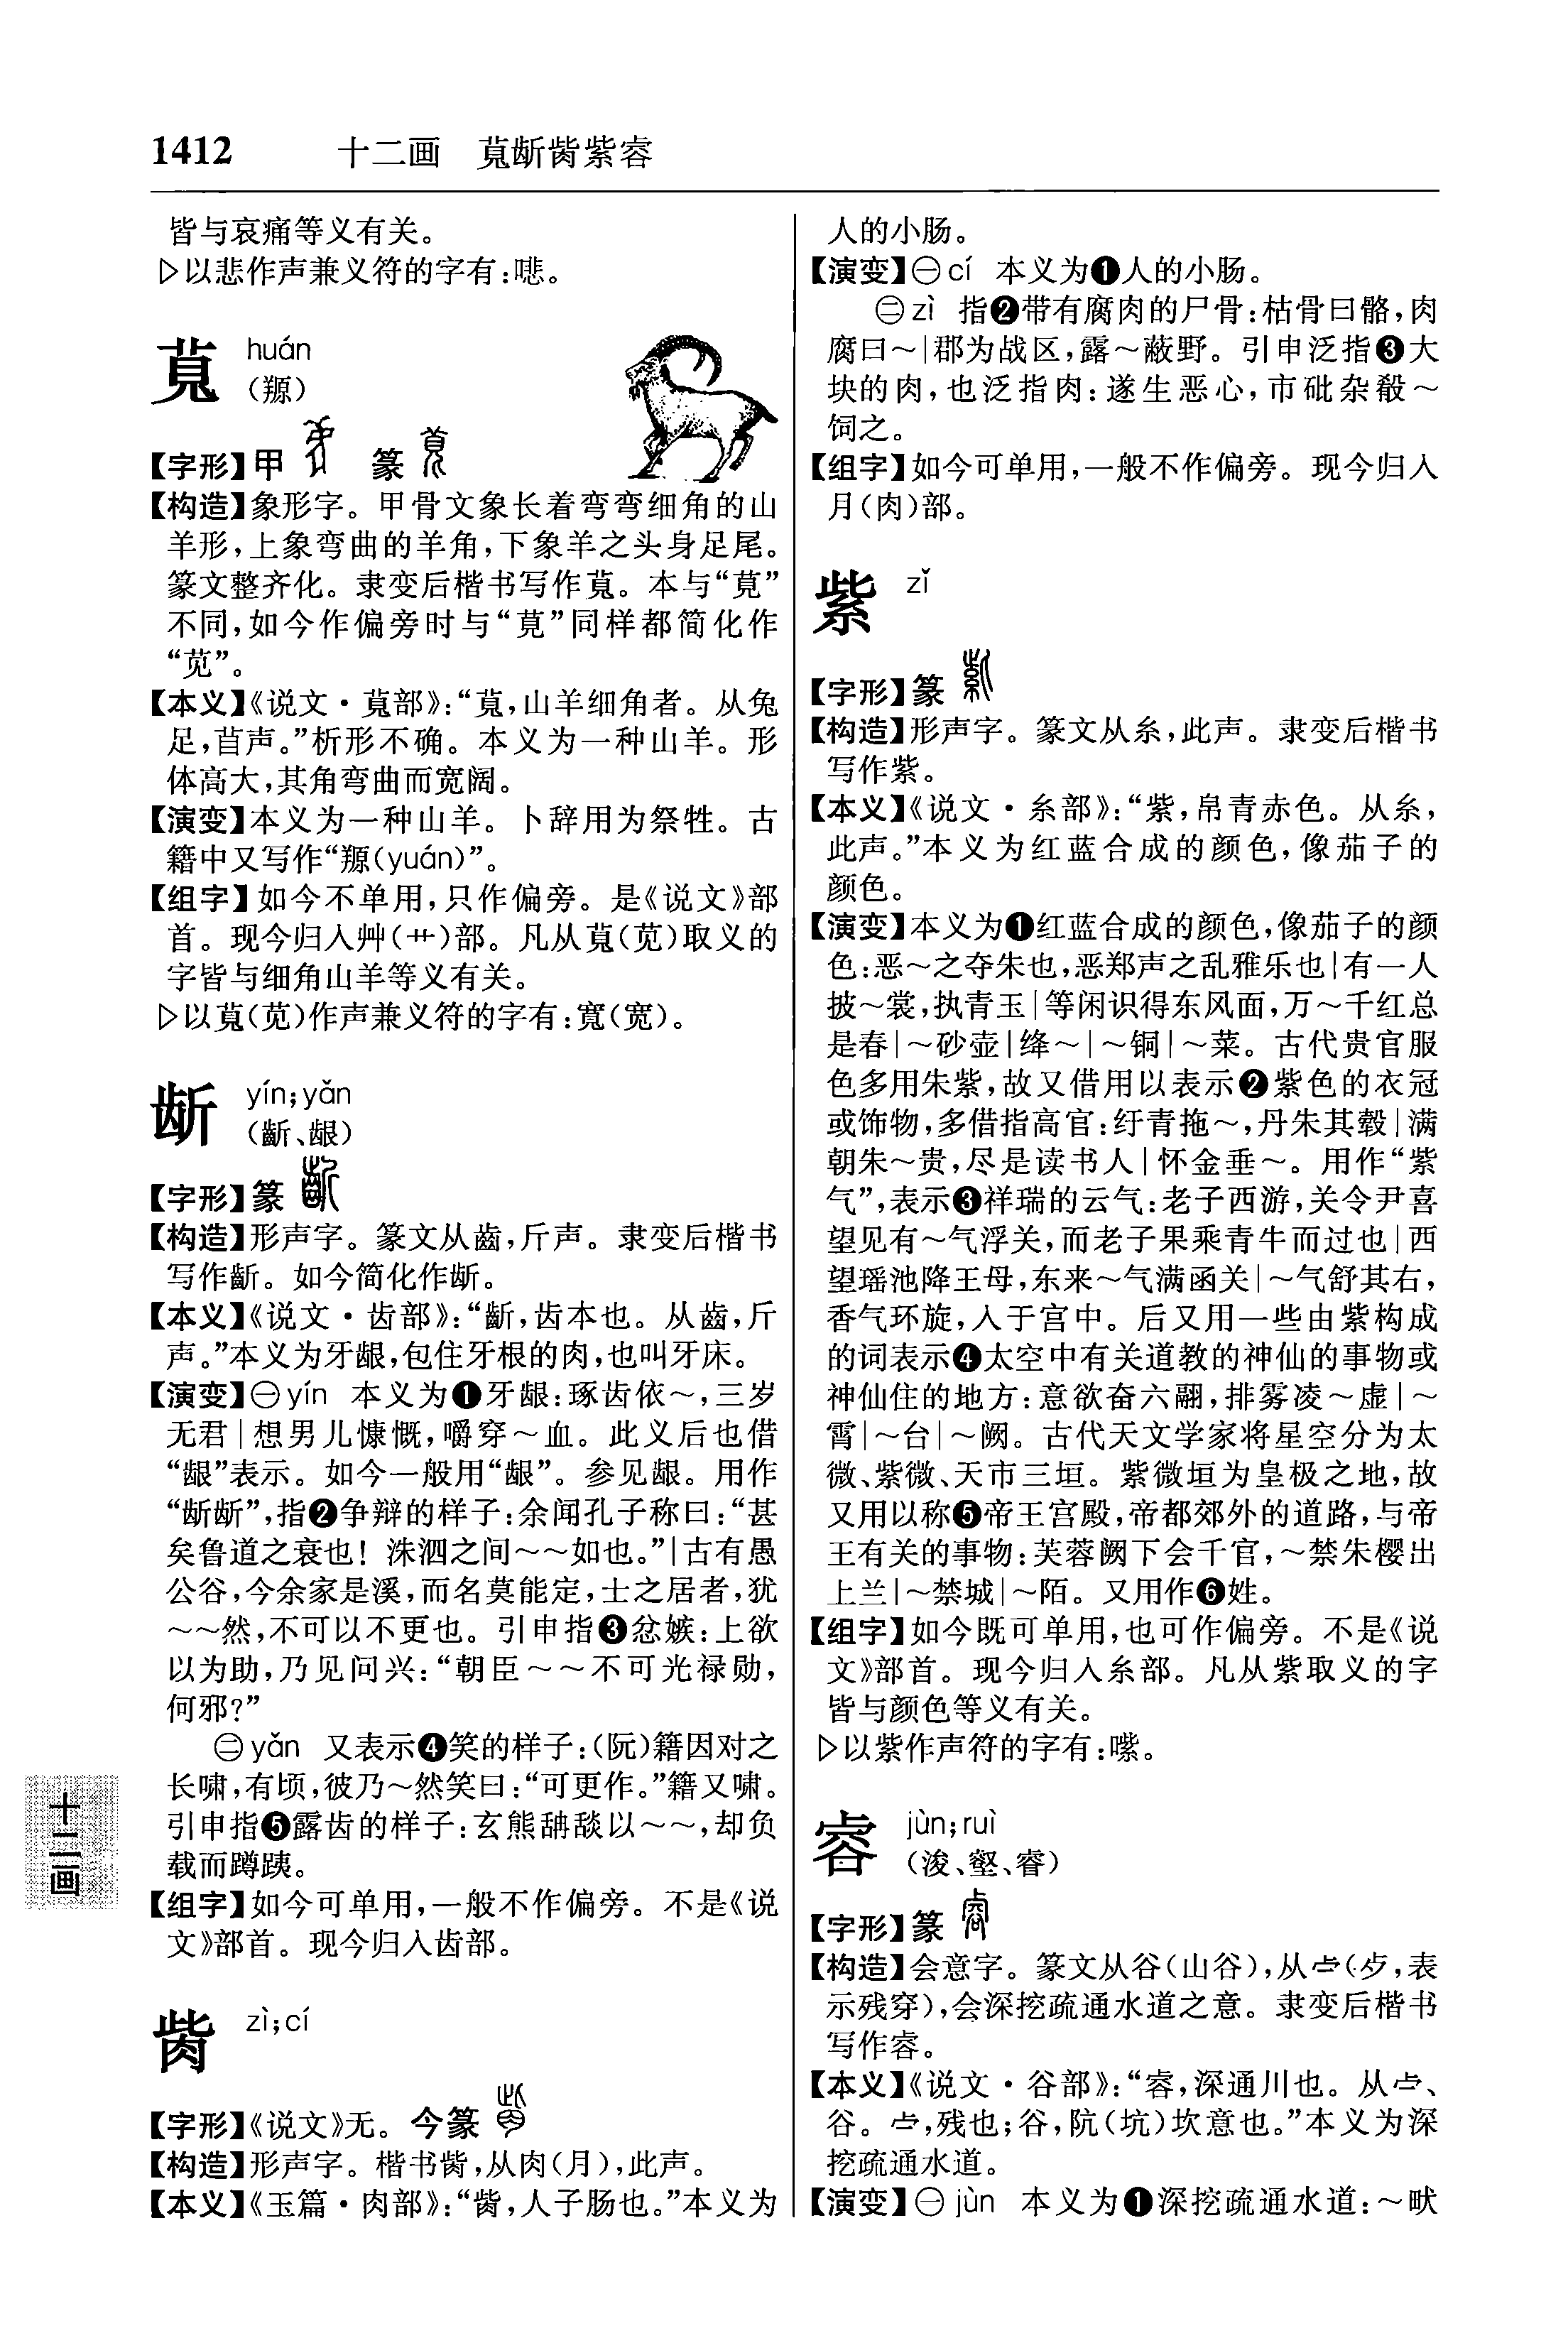 1412 十二画 萈龂胔紫睿
皆与哀痛等义有关。
▷以悲作声兼义符的字有:㗒。
萈 huán
(羱)
【字形】甲 篆
【构造】象形字。甲骨文象长着弯弯细角的山
羊形,上象弯曲的羊角,下象羊之头身足尾。
篆文整齐化。隶变后楷书写作萈。本与“莧”
不同,如今作偏旁时与“莧”同样都简化作
“苋”。
【本义】《说文·萈部》:“萈,山羊细角者。从兔
足,苜声。”析形不确。本义为一种山羊。形
体高大,其角弯曲而宽阔。
【演变】本义为一种山羊。卜辞用为祭牲。古
籍中又写作“羱(yuán)”。
【组字】如今不单用,只作偏旁。是《说文》部
首。现今归入艸(艹)部。凡从萈(苋)取义的
字皆与细角山羊等义有关。
▷以萈(苋)作声兼义符的字有:寬(宽)。
龂 yín;yǎn
(齗、龈)
【字形】篆
【构造】形声字。篆文从齒,斤声。隶变后楷书
写作齗。如今简化作龂。
【本义】《说文·齿部》:“齗,齿本也。从齒,斤
声。”本义为牙龈,包住牙根的肉,也叫牙床。
【演变】㊀yín 本义为❶牙龈:琢齿依~,三岁
无君|想男儿慷慨,嚼穿~血。此义后也借
“龈”表示。如今一般用“龈”。参见龈。用作
“龂龂”,指❷争辩的样子:余闻孔子称曰:“甚
矣鲁道之衰也!洙泗之间~~如也。”|古有愚
公谷,今余家是溪,而名莫能定,士之居者,犹
~~然,不可以不更也。引申指❸忿嫉:上欲
以为助,乃见问兴:“朝臣~~不可光禄勋,
何邪?”
㊁yǎn 又表示❹笑的样子:(阮)籍因对之
长啸,有顷,彼乃~然笑曰:“可更作。”籍又啸。
引申指❺露齿的样子:玄熊舑舕以~~,却负
载而蹲跠。
【组字】如今可单用,一般不作偏旁。不是《说
文》部首。现今归入齿部。
胔 zì;cí
【字形】《说文》无。今篆
【构造】形声字。楷书胔,从肉(月),此声。
【本义】《玉篇·肉部》:“胔,人子肠也。”本义为
人的小肠。
【演变】㊀cí 本义为❶人的小肠。
㊁zì 指❷带有腐肉的尸骨:枯骨曰骼,肉
腐曰~|郡为战区,露~蔽野。引申泛指❸大
块的肉,也泛指肉:遂生恶心,市砒杂殽~
饲之。
【组字】如今可单用,一般不作偏旁。现今归入
月(肉)部。
紫 zǐ
【字形】篆
【构造】形声字。篆文从糸,此声。隶变后楷书
写作紫。
【本义】《说文·糸部》:“紫,帛青赤色。从糸,
此声。”本义为红蓝合成的颜色,像茄子的
颜色。
【演变】本义为❶红蓝合成的颜色,像茄子的颜
色:恶~之夺朱也,恶郑声之乱雅乐也|有一人
披~裳,执青玉|等闲识得东风面,万~千红总
是春|~砂壶|绛~|~铜|~菜。古代贵官服
色多用朱紫,故又借用以表示❷紫色的衣冠
或饰物,多借指高官:纡青拖~,丹朱其毂|满
朝朱~贵,尽是读书人|怀金垂~。用作“紫
气”,表示❸祥瑞的云气:老子西游,关令尹喜
望见有~气浮关,而老子果乘青牛而过也|西
望瑶池降王母,东来~气满函关|~气舒其右,
香气环旋,入于宫中。后又用一些由紫构成
的词表示❹太空中有关道教的神仙的事物或
神仙住的地方:意欲奋六翮,排雾凌~虚|~
霄|~台|~阙。古代天文学家将星空分为太
微、紫微、天市三垣。紫微垣为皇极之地,故
又用以称❺帝王宫殿,帝都郊外的道路,与帝
王有关的事物:芙蓉阙下会千官,~禁朱樱出
上兰|~禁城|~陌。又用作❻姓。
【组字】如今既可单用,也可作偏旁。不是《说
文》部首。现今归入糸部。凡从紫取义的字
皆与颜色等义有关。
▷以紫作声符的字有:嘴。
睿 jùn;ruì
(浚、壑、睿)
【字形】篆
【构造】会意字。篆文从谷(山谷),从𣦵(歺,表
示残穿),会深挖疏通水道之意。隶变后楷书
写作㕡。
【本义】《说文·谷部》:“㕡,深通川也。从𣦵、
谷。𣦵,残也;谷,阬(坑)坎意也。”本义为深
挖疏通水道。
【演变】㊀jùn 本义为❶深挖疏通水道:~畎
十二画